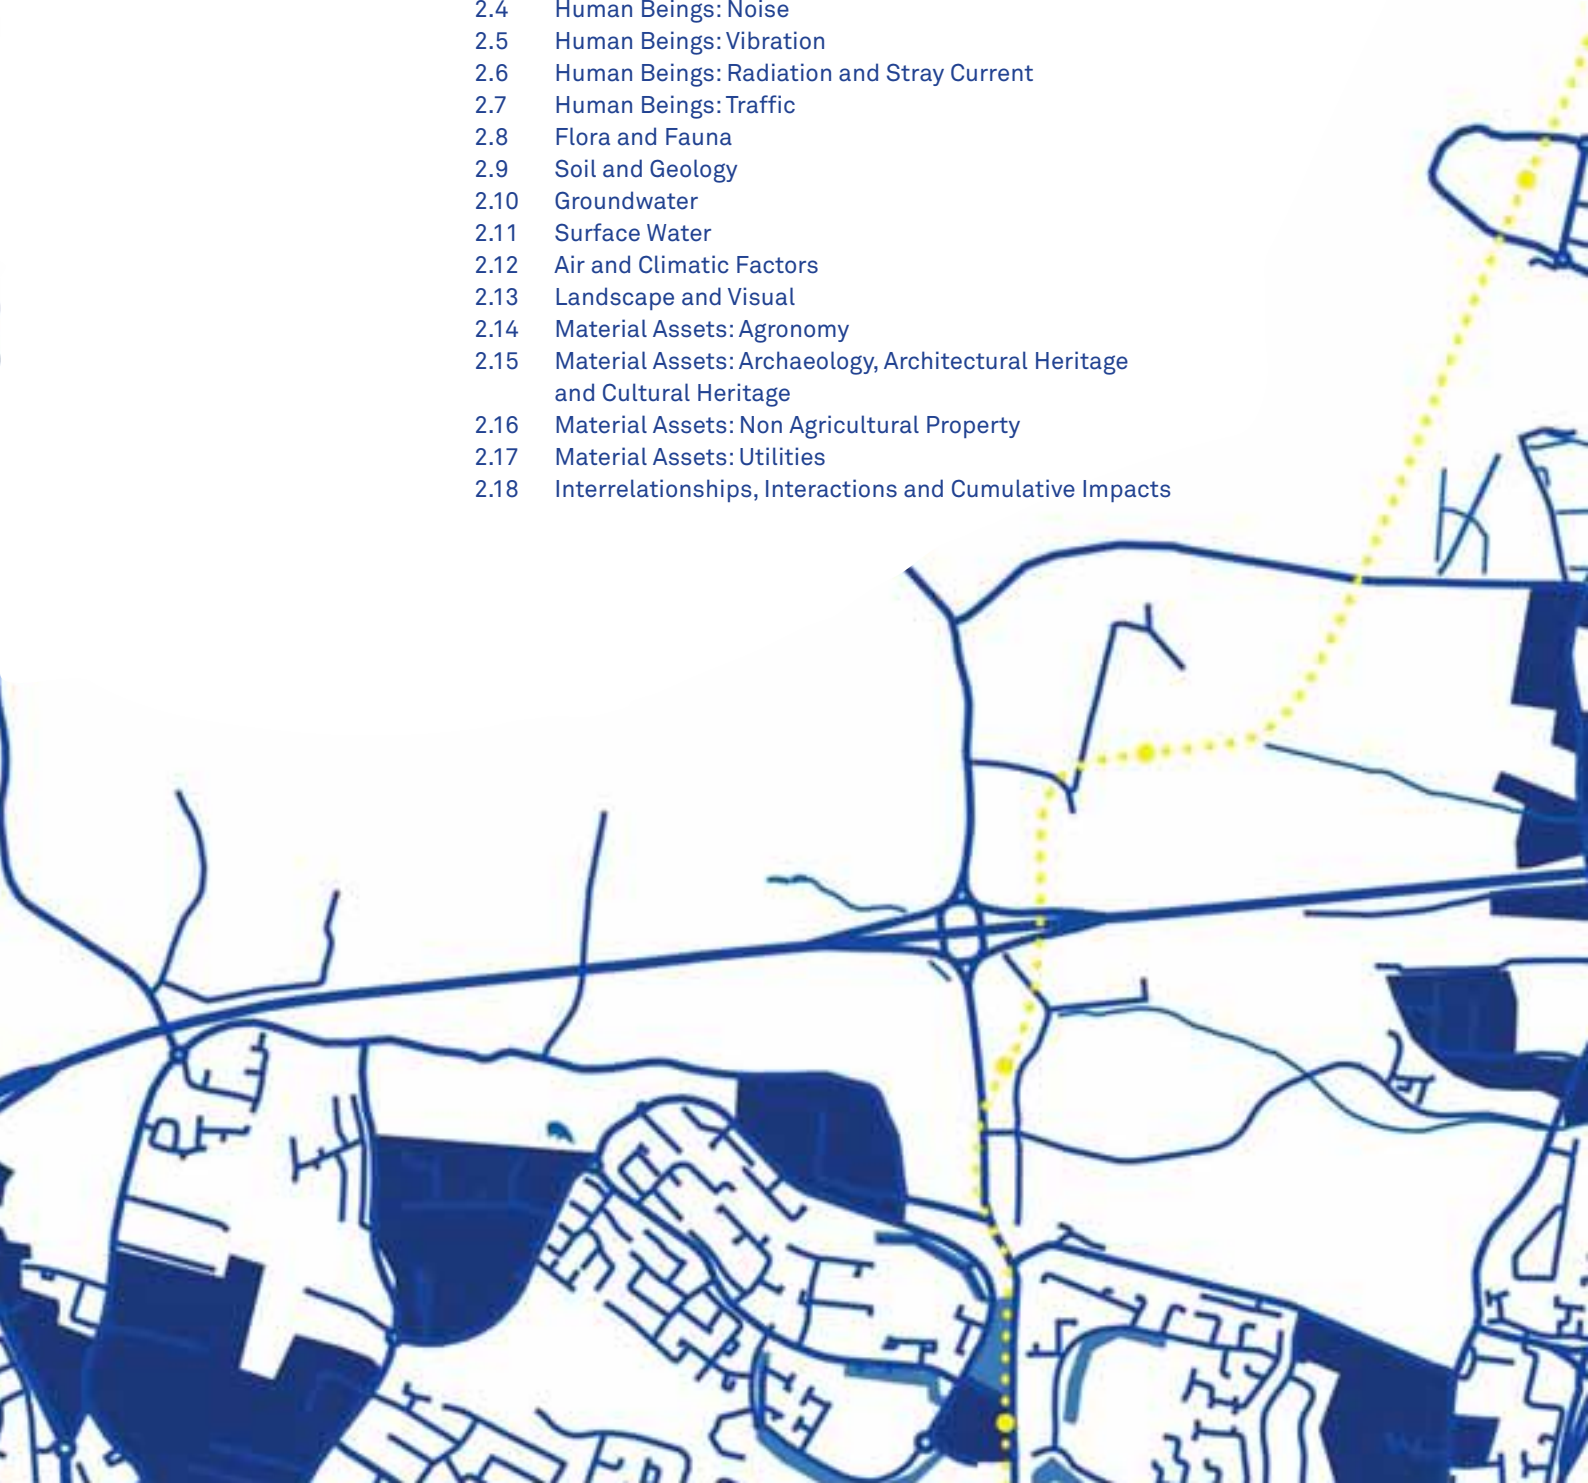 2.4 Human Beings: Noise
2.5 Human Beings: Vibration
2.6 Human Beings: Radiation and Stray Current
2.7 Human Beings: Traffic
2.8 Flora and Fauna
2.9 Soil and Geology
2.10 Groundwater
2.11 Surface Water
2.12 Air and Climatic Factors
2.13 Landscape and Visual
2.14 Material Assets: Agronomy
2.15 Material Assets: Archaeology, Architectural Heritage
and Cultural Heritage
2.16 Material Assets: Non Agricultural Property
2.17 Material Assets: Utilities
2.18 Interrelationships, Interactions and Cumulative Impacts